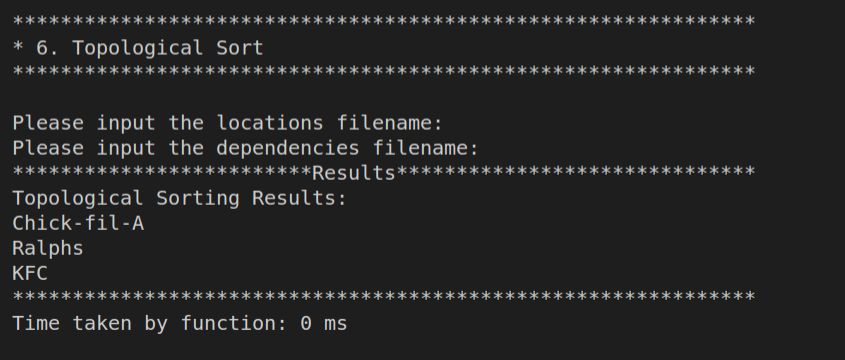 **************************************************************
* 6. Topological Sort
**************************************************************
Please input the locations filename:
Please input the dependencies filename:
*************************Results******************************
Topological Sorting Results:
Chick-fil-A
Ralphs
KFC
**************************************************************
Time taken by function: 0 ms